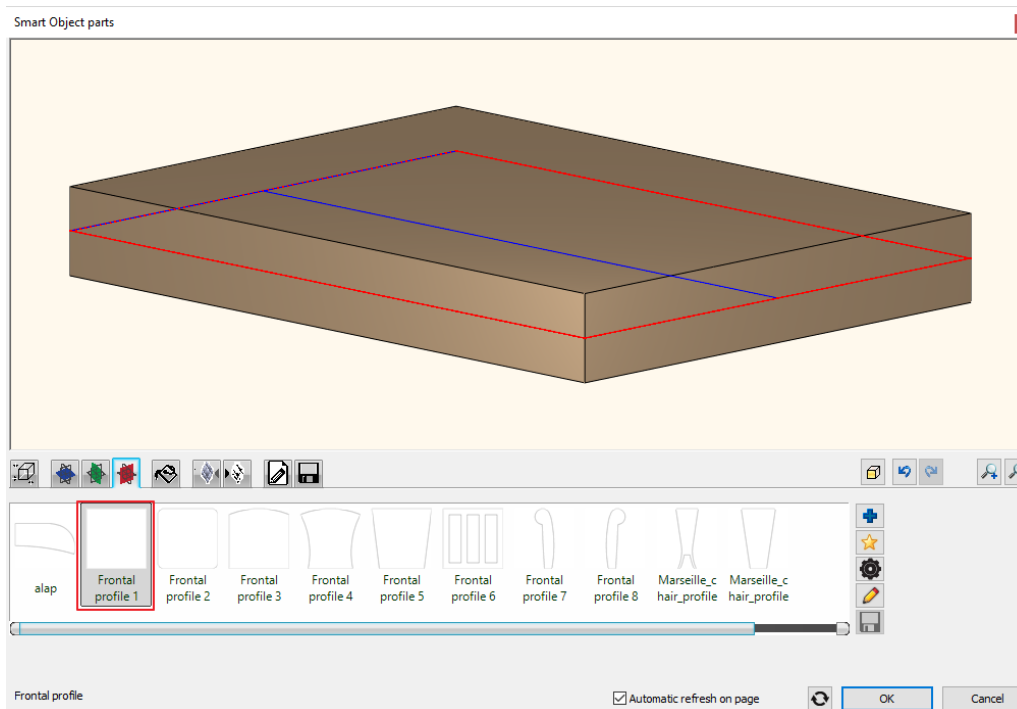 Smart Object parts
alap
Frontal
profile 1
Frontal
profile 2
Frontal
profile 3
Frontal
profile 4
Frontal
profile 5
Frontal
profile 6
Frontal
profile 7
Frontal
profile 8
Marseille_c
hair_profile
Marseille_c
hair_profile
Frontal profile
Automatic refresh on page
OK
Cancel